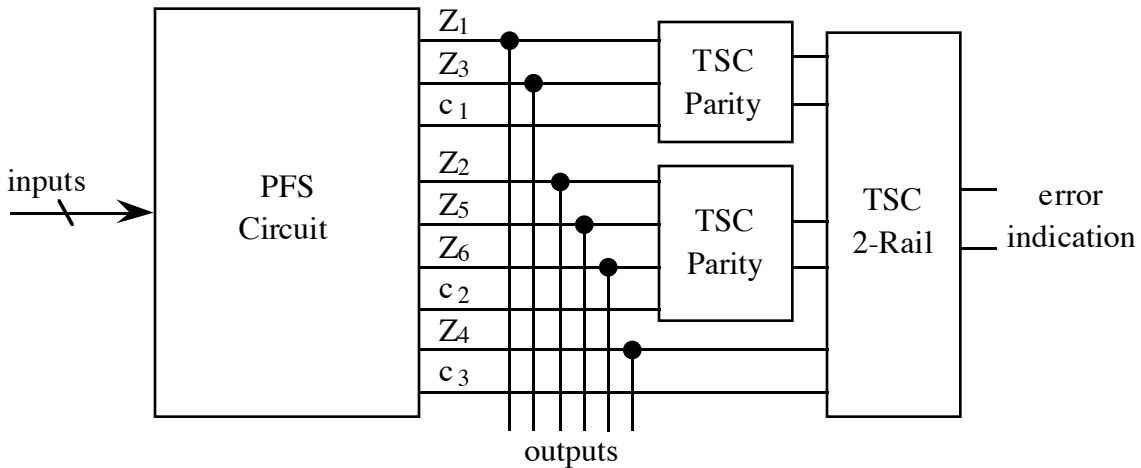 inputs
PFS
Circuit
Z1
Z3
c1
Z2
Z5
Z6
c2
Z4
c3
TSC
Parity
TSC
Parity
TSC
2-Rail
error
indication
outputs